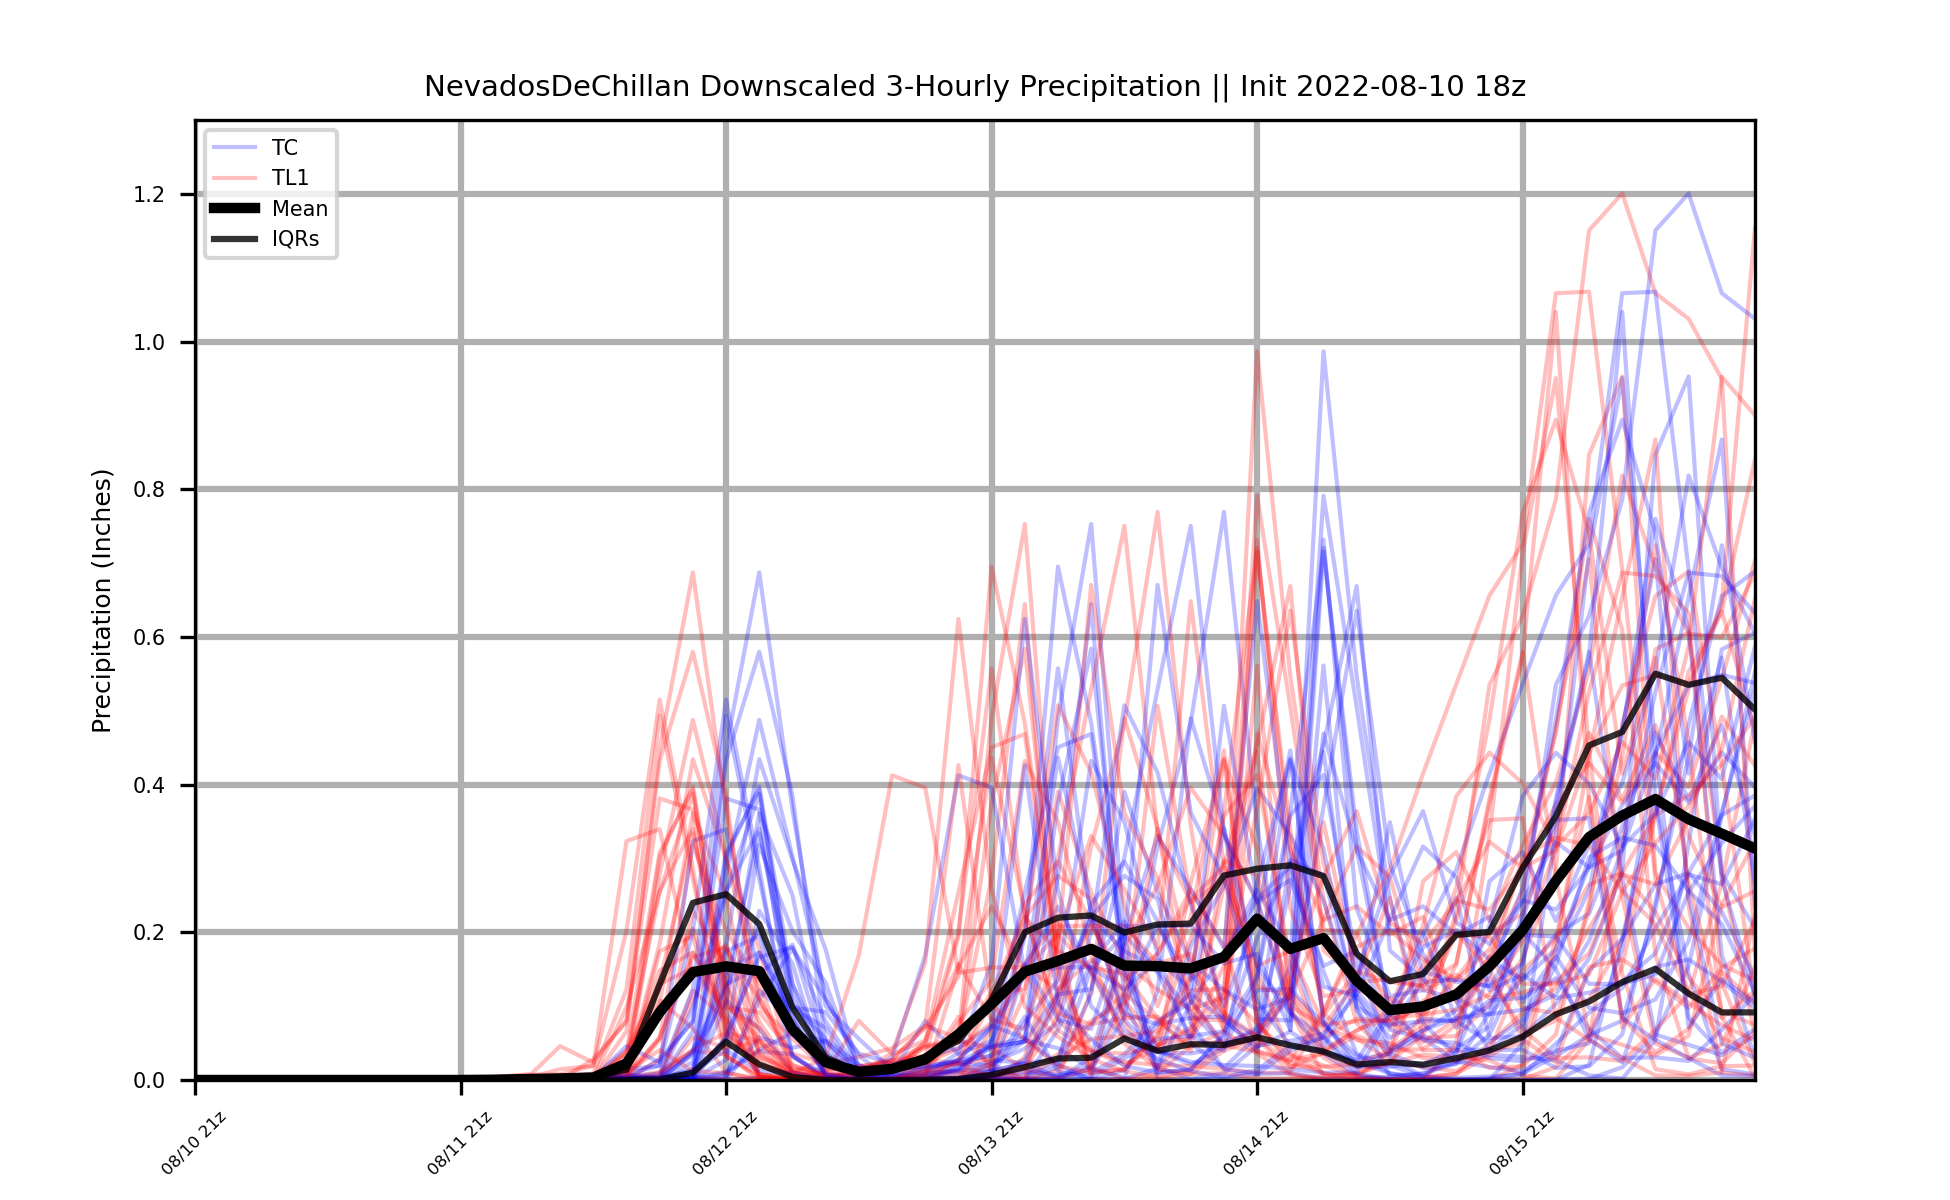 NevadosDeChillan Downscaled 3-Hourly Precipitation || Init 2022-08-10 18z
TC
TL1
Mean
IQRs
Precipitation (Inches)
1.2
1.0
0.8
0.6
0.4
0.2
0.0
08/10 21z
08/11 21z
08/12 21z
08/13 21z
08/14 21z
08/15 21z